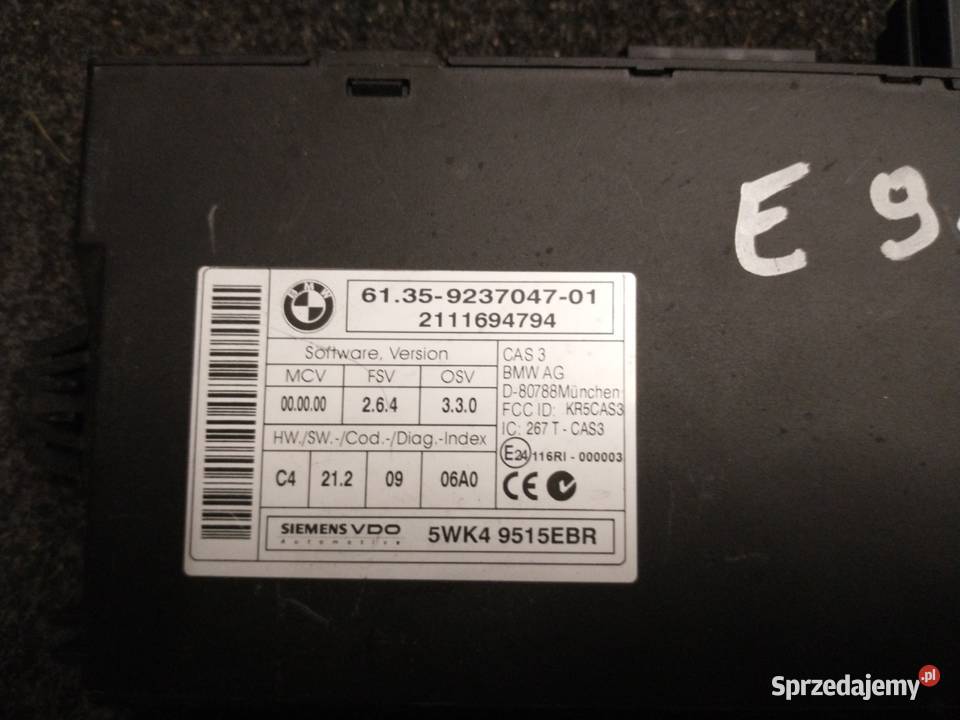 E 9
BMW
61.35-9237047-01
2111694794
Software, Version
MCV FSV OSV
00.00.00 2.6.4 3.3.0
HW./SW.-/Cod.-/Diag.-Index
C4 21.2 09 06A0
CAS 3
BMW AG
D-80788München
FCC ID: KR5CAS3
IC: 267 T - CAS3
E24 116RI - 000003
CE
SIEMENS VDO
Automotive
5WK4 9515EBR
Sprzedajemy.pl